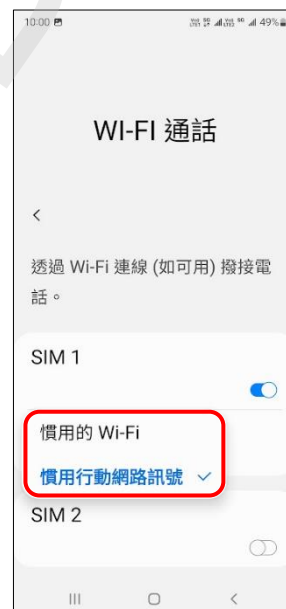 10:00 49%
WI-FI 通話
透過 Wi-Fi 連線 (如可用) 撥接電
話。
SIM 1
慣用的 Wi-Fi
慣用行動網路訊號
SIM 2